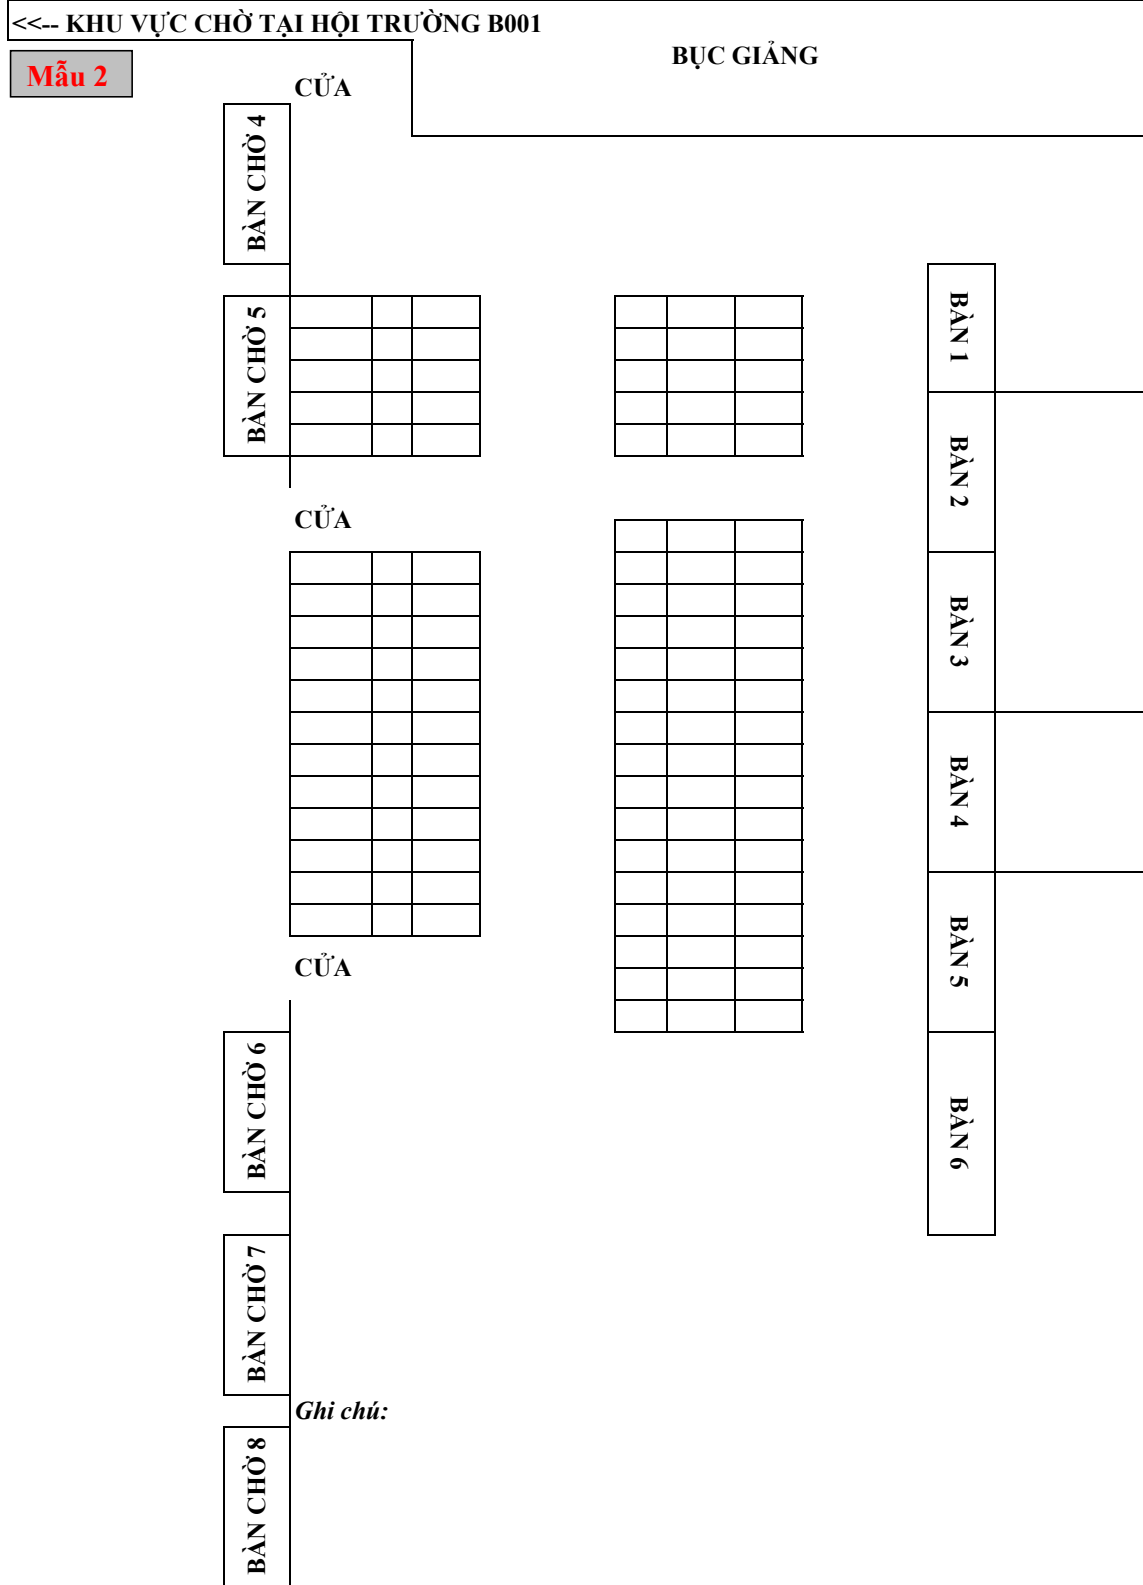 <<-- KHU VỰC CHỜ TẠI HỘI TRƯỜNG B001
BỤC GIẢNG
Mẫu 2
CỬA
BÀN CHỜ 4
BÀN CHỜ 5
BÀN 1
BÀN 2
CỬA
BÀN 3
BÀN 4
BÀN 5
CỬA
BÀN CHỜ 6
BÀN 6
BÀN CHỜ 7
Ghi chú:
BÀN CHỜ 8